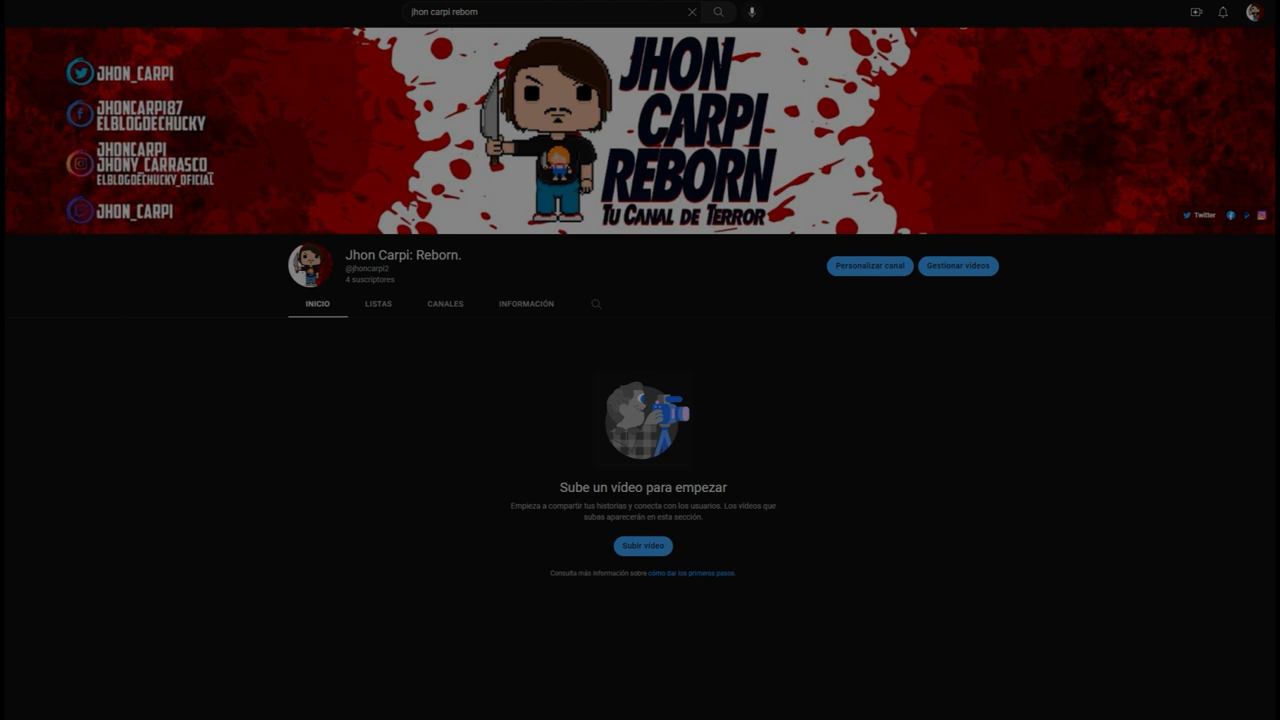 jhon carpi reborn
JHON_CARPI
JHONCARPI87
ELBLOGDECHUCKY
JHONCARPI
JHONY_CARRASCO_
ELBLOGDECHUCKY_OFICIAL
JHON_CARPI
JHON
CARPI
REBORN
TU CANAL DE TERROR
Twitter
Jhon Carpi: Reborn.
@jhoncarpi2
4 suscriptores
Personalizar canal
Gestionar vídeos
INICIO
LISTAS
CANALES
INFORMACIÓN
Sube un vídeo para empezar
Empieza a compartir tus historias y conecta con los usuarios. Los vídeos que
subas aparecerán en esta sección.
Subir vídeo
Consulta más información sobre cómo dar los primeros pasos.